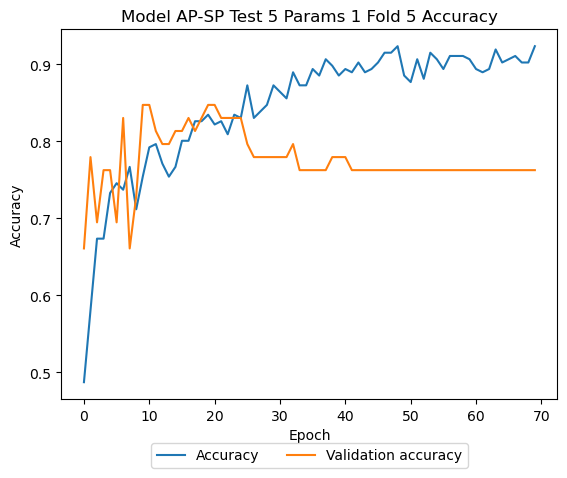 Model AP-SP Test 5 Params 1 Fold 5 Accuracy
0.9
0.8
0.7
0.6
0.5
Accuracy
0 10 20 30 40 50 60 70
Epoch
Accuracy Validation accuracy